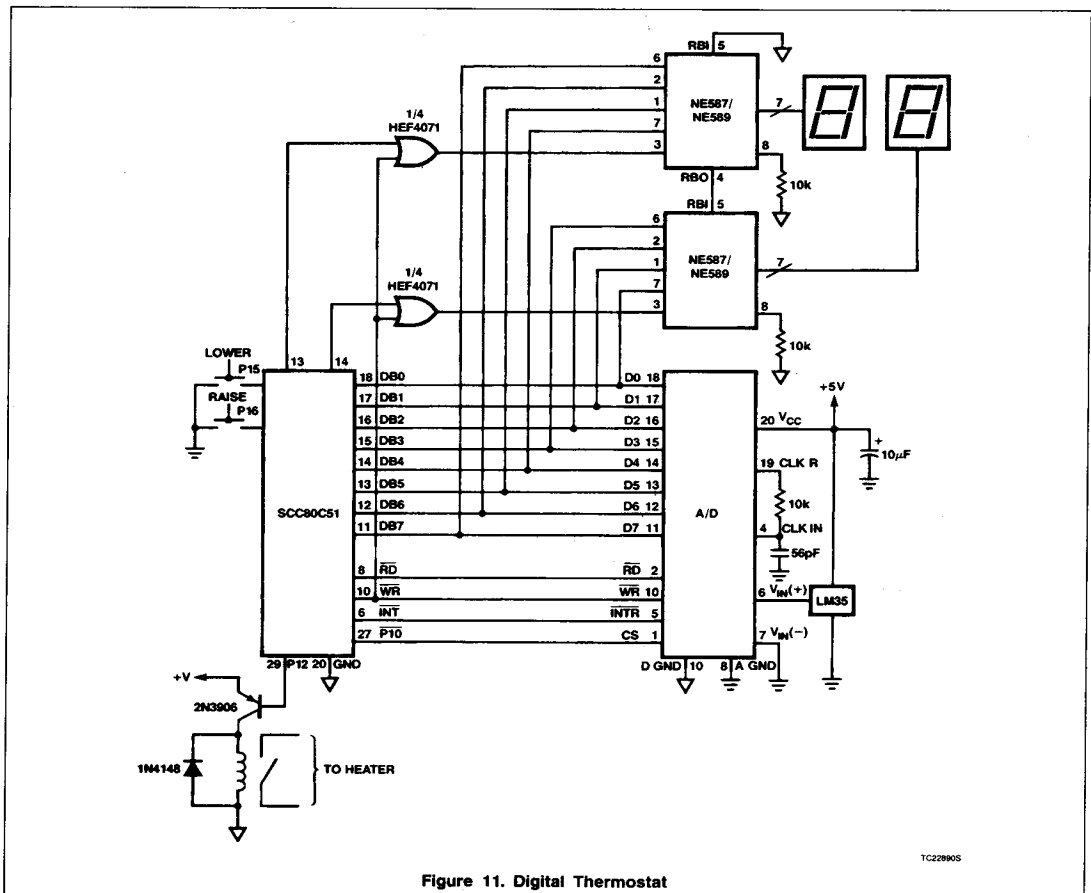 RBI 5
6
2
1
7
3
NE587/
NE589
7
8
10k
RBO 4
RBI 5
1/4
HEF4071
6
2
1
7
3
NE587/
NE589
7
8
10k
1/4
HEF4071
13
14
LOWER
P15
RAISE
P16
SCC80C51
18 DB0
17 DB1
16 DB2
15 DB3
14 DB4
13 DB5
12 DB6
11 DB7
8 RD
10 WR
6 INT
27 P10
29 P12 20 GND
D0 18
D1 17
D2 16
D3 15
D4 14
D5 13
D6 12
D7 11
RD 2
WR 10
INTR 5
CS 1
A/D
D GND 10
8 A GND
20 VCC
+5V
+
10μF
19 CLK R
10k
4 CLK IN
56pF
6 VIN(+)
LM35
7 VIN(−)
+V
2N3906
1N4148
TO HEATER
TC22890S
Figure 11. Digital Thermostat